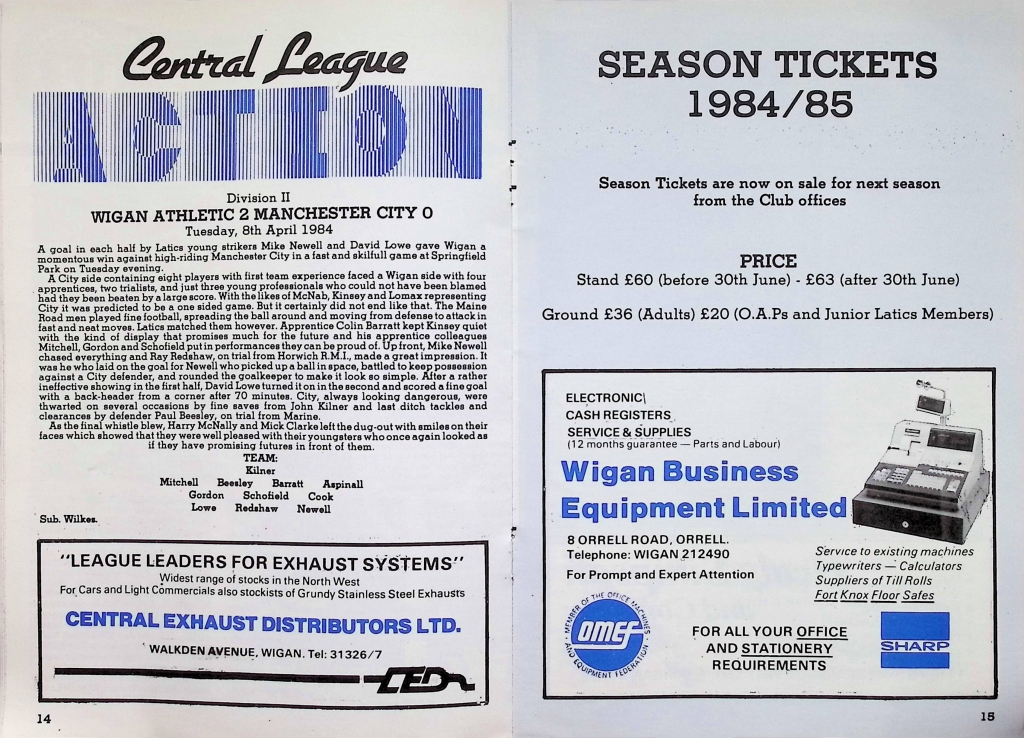 Central League
ACTION
Division II
WIGAN ATHLETIC 2 MANCHESTER CITY 0
Tuesday, 8th April 1984
A goal in each half by Latics young strikers Mike Newell and David Lowe gave Wigan a
momentous win against high-riding Manchester City in a fast and skilful game at Springfield
Park on Tuesday evening.
A City side containing eight players with first team experience faced a Wigan side with four
apprentices, two trialists, and just three young professionals who could not have been blamed
had they been beaten by a large score. With the likes of McNab, Kinsey and Lomax representing
City it was predicted to be a one sided game. But it certainly did not end like that. The Maine
Road men played fine football, spreading the ball around and moving from defense to attack in
fast and neat moves. Latics matched them however. Apprentice Colin Barratt kept Kinsey quiet
with the kind of display that promises much for the future and his apprentice colleagues
Mitchell, Gordon and Schofield put in performances they can be proud of. Up front, Mike Newell
chased everything and Ray Redshaw, on trial from Horwich R.M.I., made a great impression. It
was he who laid on the goal for Newell who picked up a ball in space, battled to keep possession
against a City defender, and rounded the goalkeeper to make it look so simple. After a rather
ineffective showing in the first half, David Lowe turned it on in the second and scored a fine goal
with a back-header from a corner after 70 minutes. City, always looking dangerous, were
thwarted on several occasions by fine saves from John Kilner and last ditch tackles and
clearances by defender Paul Beesley, on trial from Marine.
As the final whistle blew, Harry McNally and Mick Clarke left the dug-out with smiles on their
faces which showed that they were well pleased with their youngsters who once again looked as
if they have promising futures in front of them.
TEAM:
Kilner
Mitchell Beesley Barratt Aspinall
Gordon Schofield Cook
Lowe Redshaw Newell
Sub. Wilkes.
"LEAGUE LEADERS FOR EXHAUST SYSTEMS"
Widest range of stocks in the North West
For Cars and Light Commercials also stockists of Grundy Stainless Steel Exhausts
CENTRAL EXHAUST DISTRIBUTORS LTD.
WALKDEN AVENUE, WIGAN. Tel: 31326/7
CED
14
SEASON TICKETS
1984/85
Season Tickets are now on sale for next season
from the Club offices
PRICE
Stand £60 (before 30th June) - £63 (after 30th June)
Ground £36 (Adults) £20 (O.A.Ps and Junior Latics Members)
ELECTRONIC
CASH REGISTERS
SERVICE & SUPPLIES
(12 months guarantee — Parts and Labour)
Wigan Business
Equipment Limited
8 ORRELL ROAD, ORRELL.
Telephone: WIGAN 212490
For Prompt and Expert Attention
Service to existing machines
Typewriters — Calculators
Suppliers of Till Rolls
Fort Knox Floor Safes
MEMBER OF THE OFFICE MACHINES
omef
AND EQUIPMENT FEDERATION
FOR ALL YOUR OFFICE
AND STATIONERY
REQUIREMENTS
SHARP
15